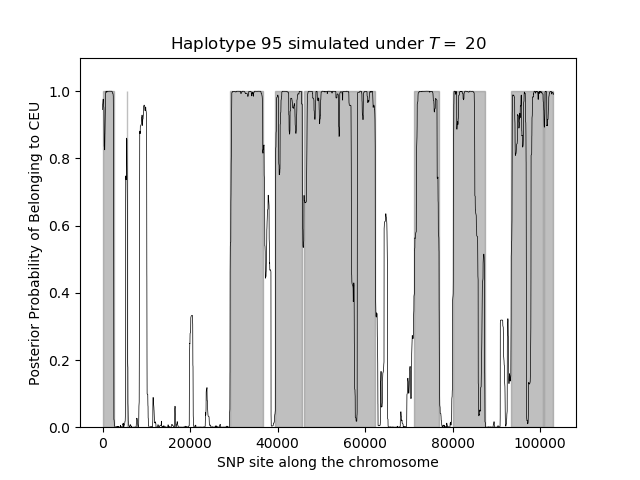 Haplotype 95 simulated under T = 20
1.0
0.8
0.6
0.4
0.2
0.0
Posterior Probability of Belonging to CEU
0 20000 40000 60000 80000 100000
SNP site along the chromosome